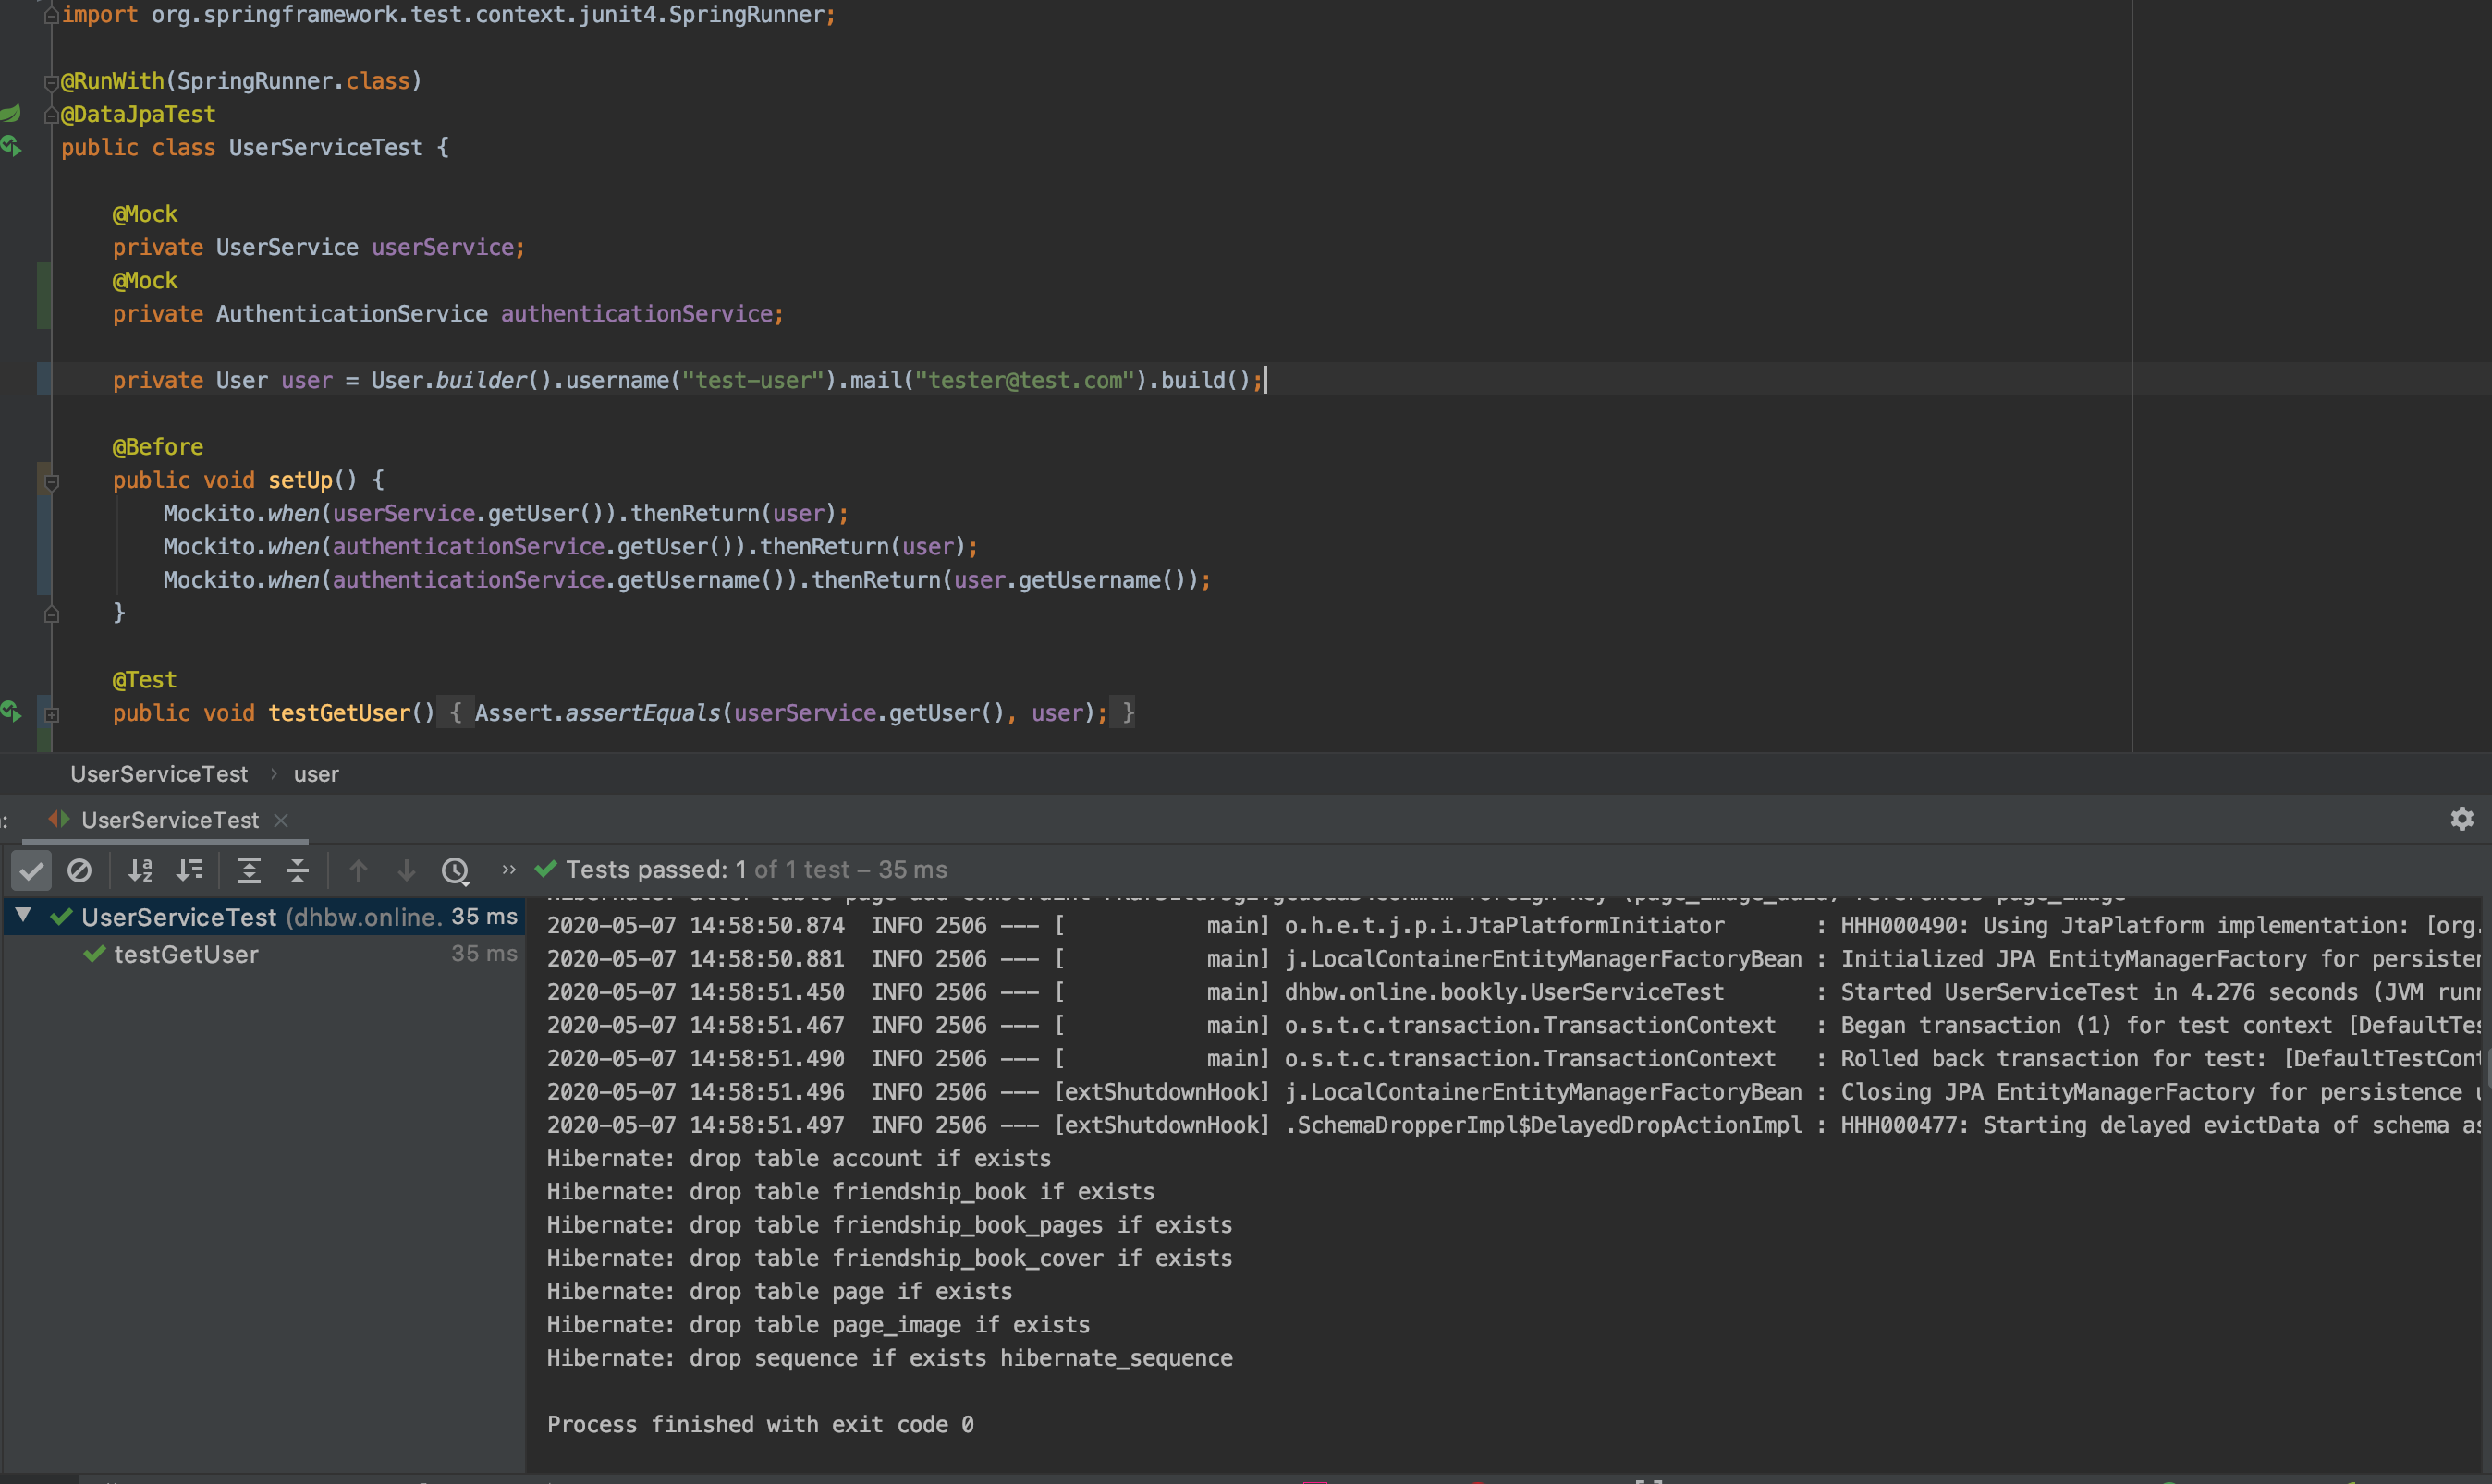 import org.springframework.test.context.junit4.SpringRunner;
@RunWith(SpringRunner.class)
@DataJpaTest
public class UserServiceTest {
@Mock
private UserService userService;
@Mock
private AuthenticationService authenticationService;
private User user = User.builder().username("test-user").mail("tester@test.com").build();
@Before
public void setUp() {
Mockito.when(userService.getUser()).thenReturn(user);
Mockito.when(authenticationService.getUser()).thenReturn(user);
Mockito.when(authenticationService.getUsername()).thenReturn(user.getUsername());
}
@Test
public void testGetUser() { Assert.assertEquals(userService.getUser(), user); }
UserServiceTest › user
UserServiceTest
Tests passed: 1 of 1 test – 35 ms
UserServiceTest (dhbw.online. 35 ms
testGetUser 35 ms
2020-05-07 14:58:50.874  INFO 2506 --- [           main] o.h.e.t.j.p.i.JtaPlatformInitiator       : HHH000490: Using JtaPlatform implementation: [org.
2020-05-07 14:58:50.881  INFO 2506 --- [           main] j.LocalContainerEntityManagerFactoryBean : Initialized JPA EntityManagerFactory for
2020-05-07 14:58:51.450  INFO 2506 --- [           main] dhbw.online.bookly.UserServiceTest       : Started UserServiceTest in 4.276 seconds (JVM
2020-05-07 14:58:51.467  INFO 2506 --- [           main] o.s.t.c.transaction.TransactionContext   : Began transaction (1) for test context
2020-05-07 14:58:51.490  INFO 2506 --- [           main] o.s.t.c.transaction.TransactionContext   : Rolled back transaction for test:
2020-05-07 14:58:51.496  INFO 2506 --- [extShutdownHook] j.LocalContainerEntityManagerFactoryBean : Closing JPA EntityManagerFactory for persistence
2020-05-07 14:58:51.497  INFO 2506 --- [extShutdownHook] .SchemaDropperImpl$DelayedDropActionImpl : HHH000477: Starting delayed evictData of schema
Hibernate: drop table account if exists
Hibernate: drop table friendship_book if exists
Hibernate: drop table friendship_book_pages if exists
Hibernate: drop table friendship_book_cover if exists
Hibernate: drop table page if exists
Hibernate: drop table page_image if exists
Hibernate: drop sequence if exists hibernate_sequence
Process finished with exit code 0